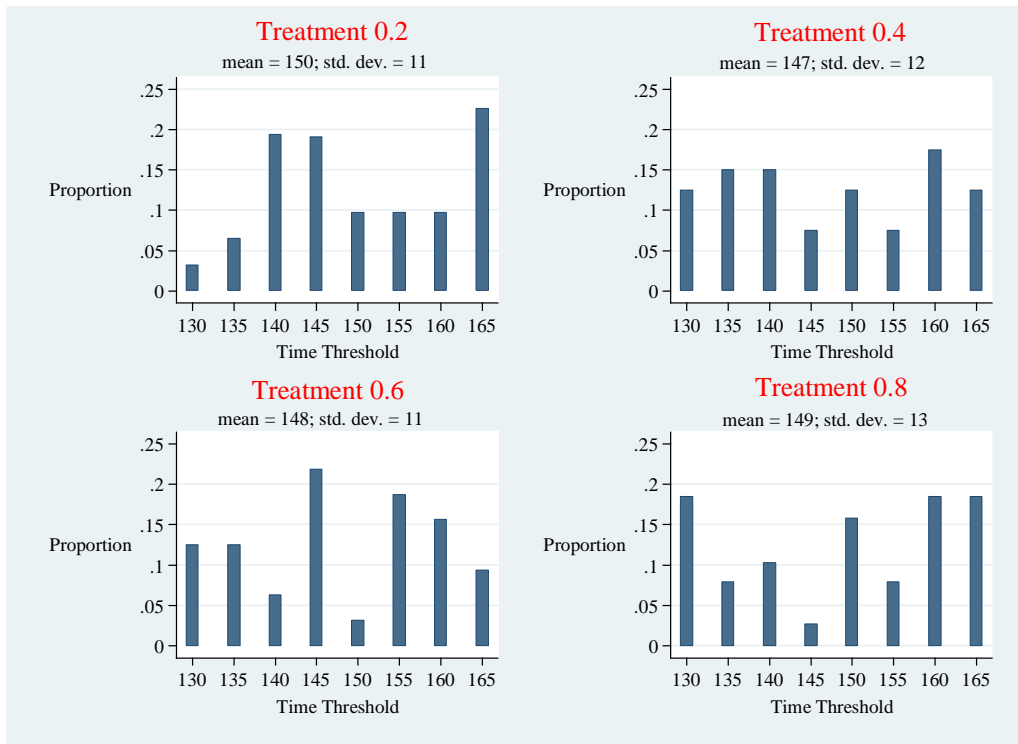 Treatment 0.2
mean = 150; std. dev. = 11
.25
.2
.15
Proportion
.1
.05
0
130 135 140 145 150 155 160 165
Time Threshold
Treatment 0.4
mean = 147; std. dev. = 12
.25
.2
.15
Proportion
.1
.05
0
130 135 140 145 150 155 160 165
Time Threshold
Treatment 0.6
mean = 148; std. dev. = 11
.25
.2
.15
Proportion
.1
.05
0
130 135 140 145 150 155 160 165
Time Threshold
Treatment 0.8
mean = 149; std. dev. = 13
.25
.2
.15
Proportion
.1
.05
0
130 135 140 145 150 155 160 165
Time Threshold